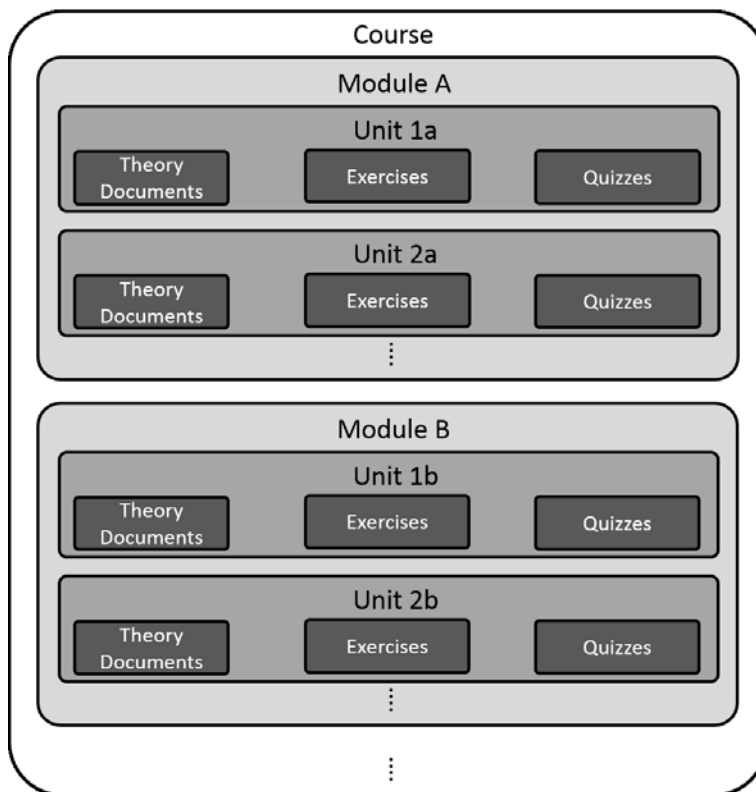 Course
Module A
Unit 1a
Theory
Documents
Exercises
Quizzes
Unit 2a
Theory
Documents
Exercises
Quizzes
Module B
Unit 1b
Theory
Documents
Exercises
Quizzes
Unit 2b
Theory
Documents
Exercises
Quizzes